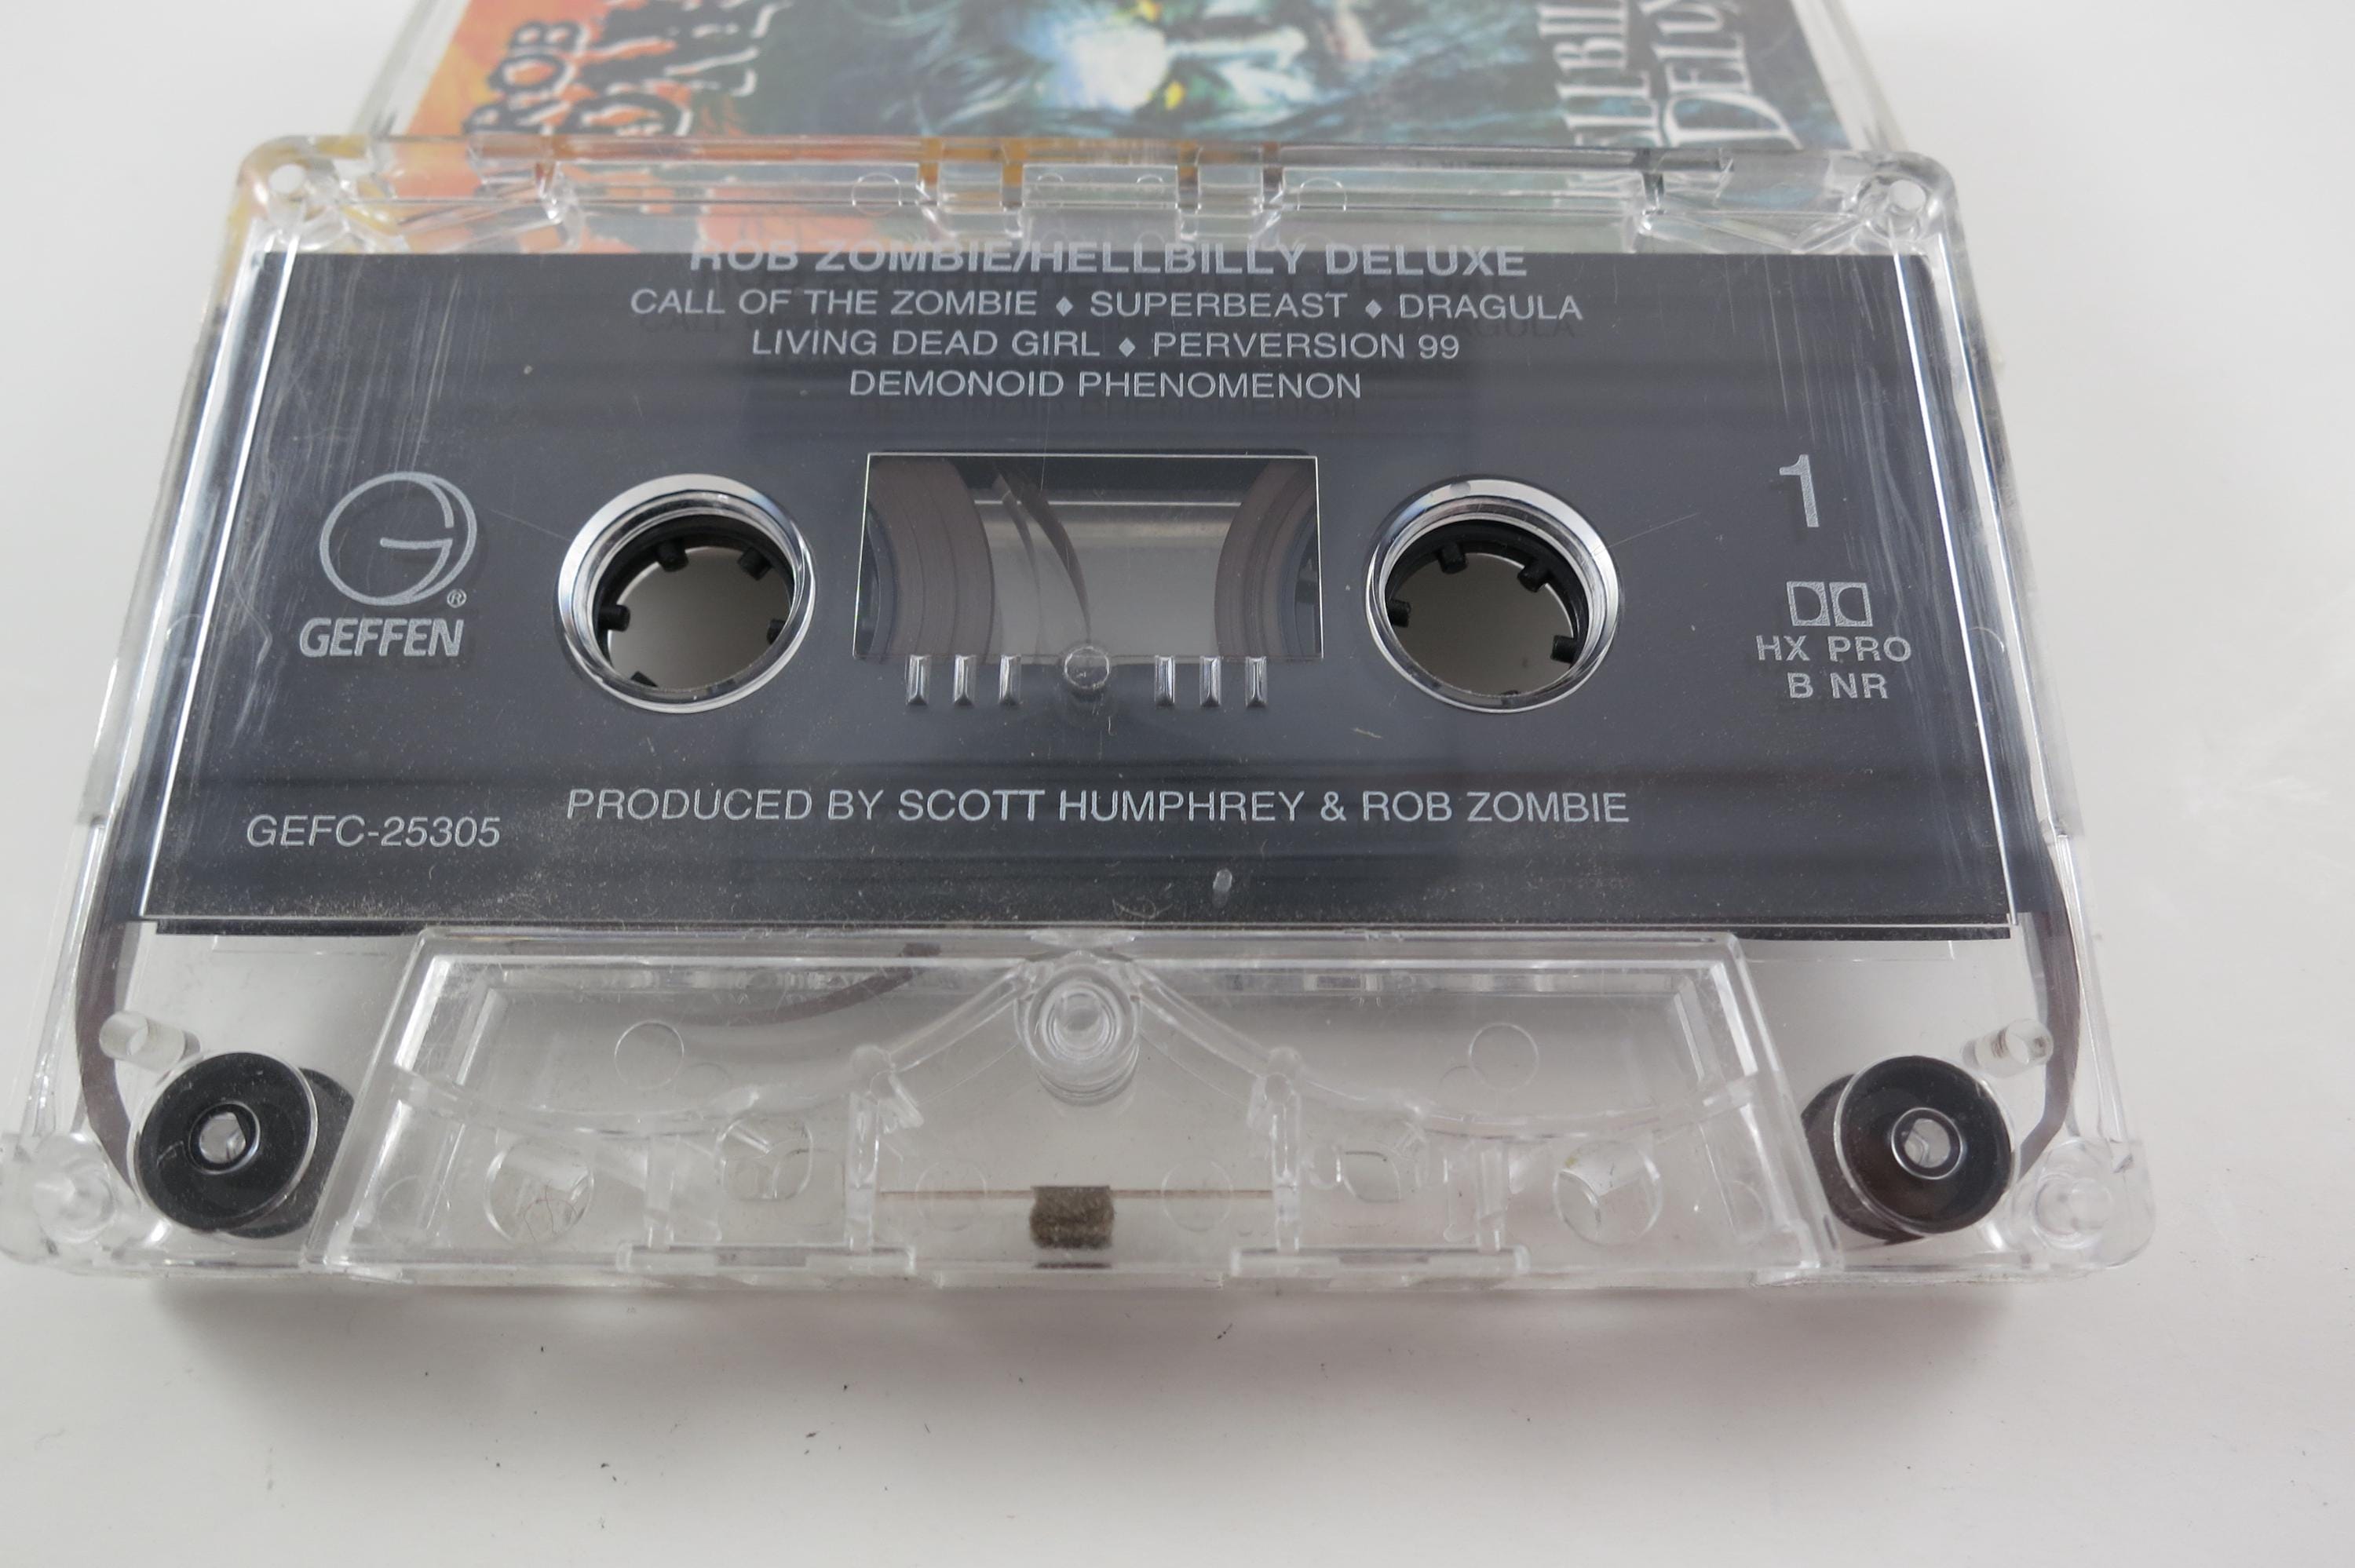 ROB
ROB ZOMBIE/HELLBILLY DELUXE
CALL OF THE ZOMBIE ♦ SUPERBEAST ♦ DRAGULA
LIVING DEAD GIRL ♦ PERVERSION 99
DEMONOID PHENOMENON
1
GEFFEN
®
HX PRO
B NR
PRODUCED BY SCOTT HUMPHREY & ROB ZOMBIE
GEFC-25305